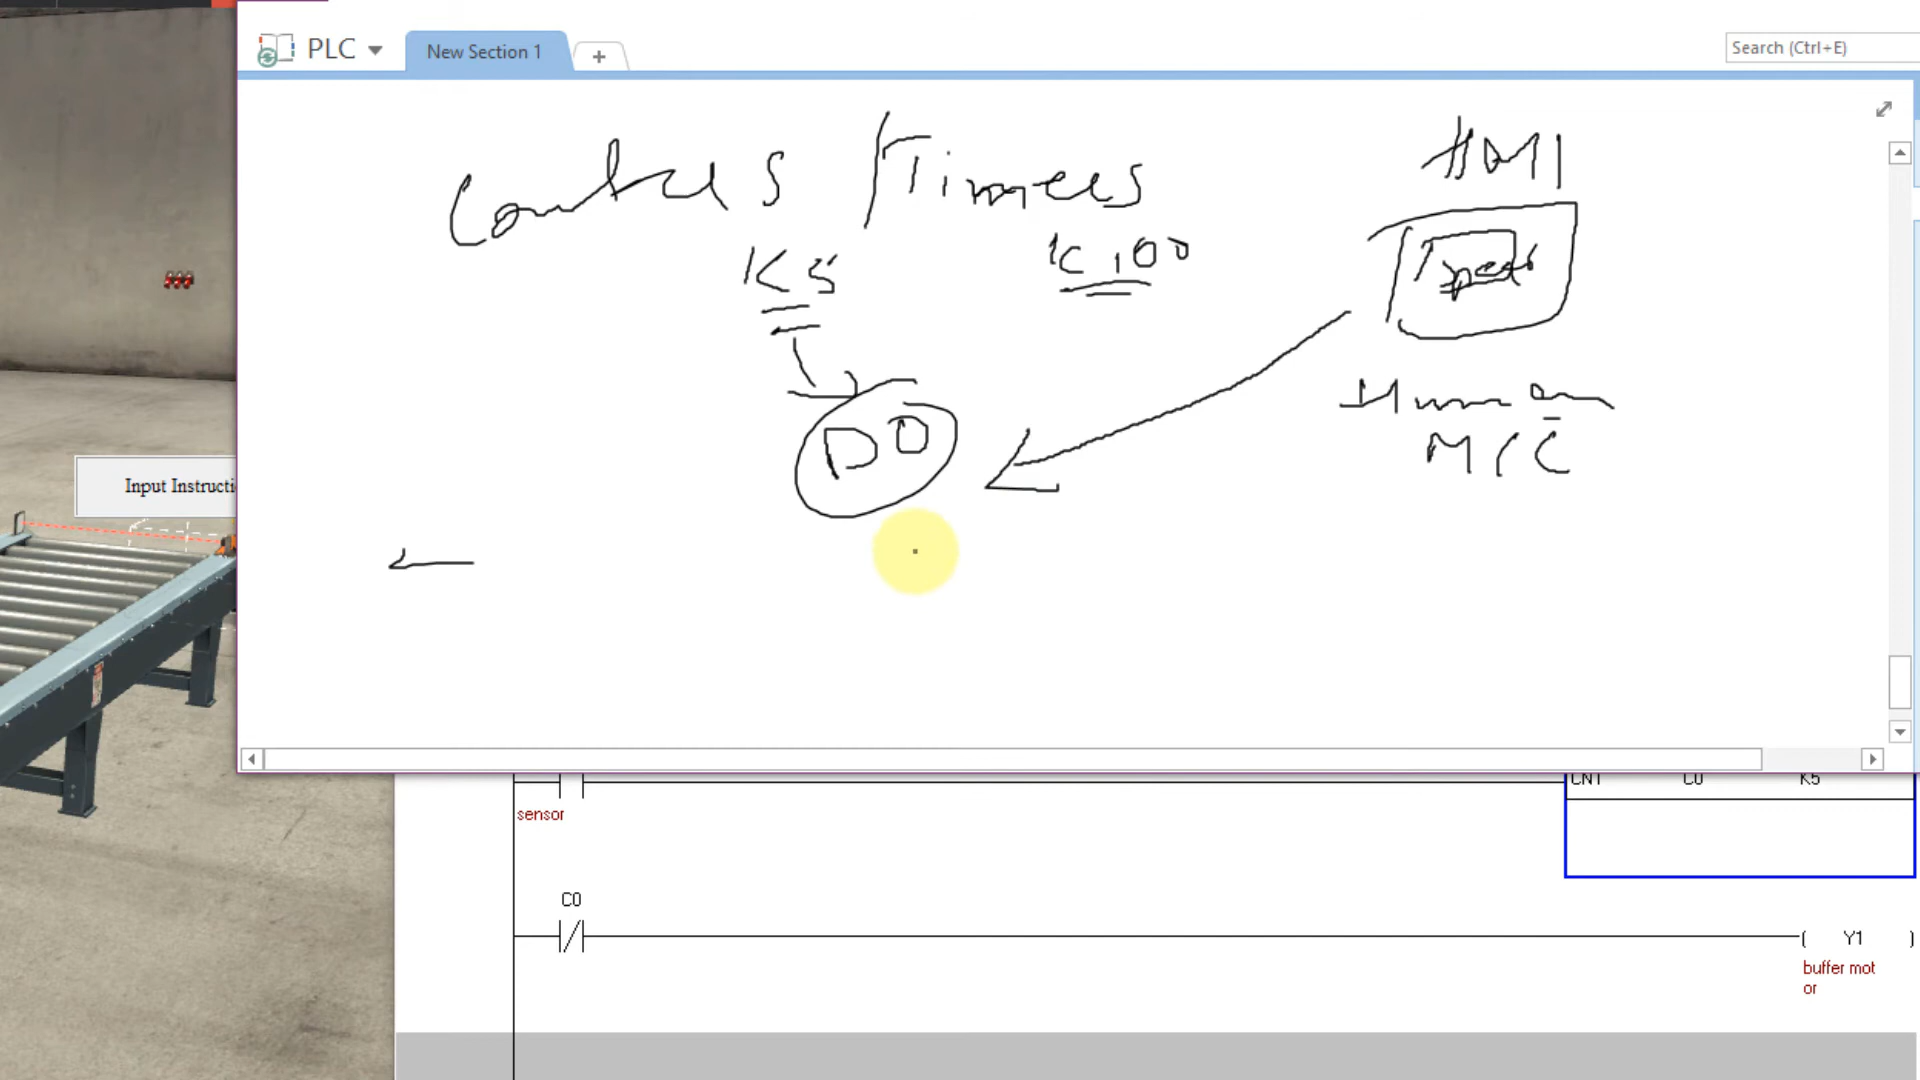 PLC
New Section 1
+
Search (Ctrl+E)
Counters / Timers
HMI
K5
K100
D0
Human
M/C
Input Instructi
CNT C0 K5
sensor
C0
Y1
buffer mot
or